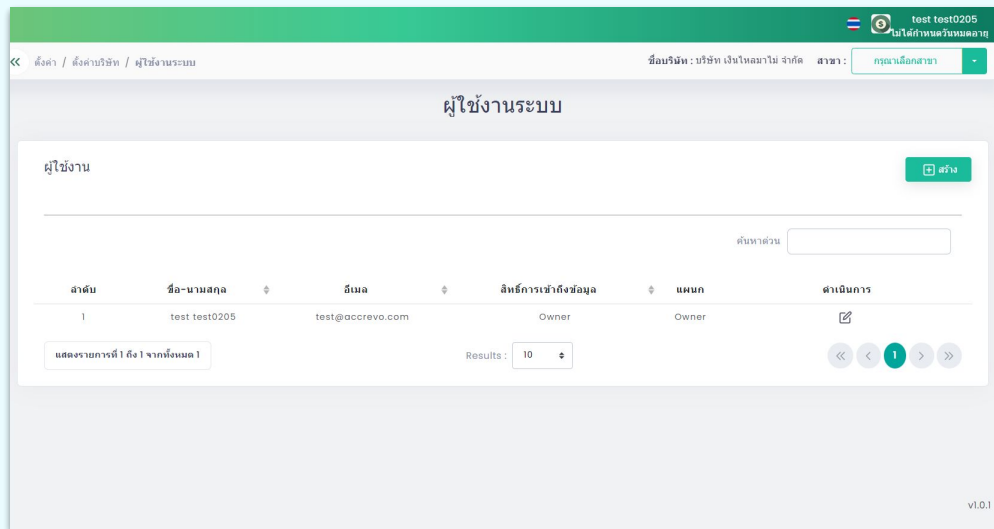 test test0205
ไม่ได้กำหนดวันหมดอายุ
ตั้งค่า / ตั้งค่าบริษัท / ผู้ใช้งานระบบ
ชื่อบริษัท : บริษัท เงินไหลมาไม่ จำกัด สาขา : กรุณาเลือกสาขา
ผู้ใช้งานระบบ
ผู้ใช้งาน
สร้าง
ค้นหาด่วน
ลำดับ ชื่อ-นามสกุล อีเมล สิทธิ์การเข้าถึงข้อมูล แผนก ดำเนินการ
1 test test0205 test@accrevo.com Owner Owner
แสดงรายการที่ 1 ถึง 1 จากทั้งหมด 1 Results : 10 « < 1 > »
v1.0.1